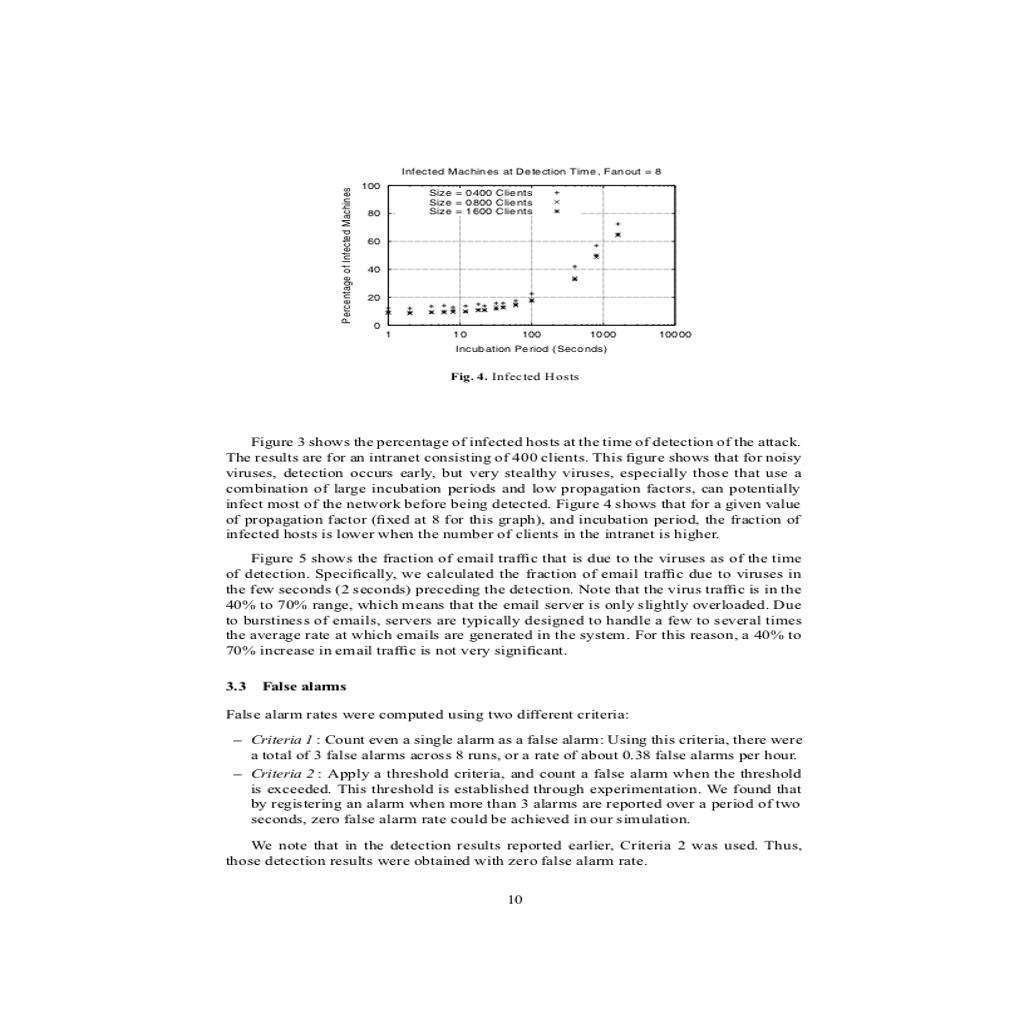 Infected Machines at Detection Time, Fanout = 8
Percentage of Infected Machines
100
80
60
40
20
0
Size = 0400 Clients
Size = 0800 Clients
Size = 1600 Clients
1
10
100
1000
10000
Incubation Period (Seconds)
Fig. 4. Infected Hosts
Figure 3 shows the percentage of infected hosts at the time of detection of the attack.
The results are for an intranet consisting of 400 clients. This figure shows that for noisy
viruses, detection occurs early, but very stealthy viruses, especially those that use a
combination of large incubation periods and low propagation factors, can potentially
infect most of the network before being detected. Figure 4 shows that for a given value
of propagation factor (fixed at 8 for this graph), and incubation period, the fraction of
infected hosts is lower when the number of clients in the intranet is higher.
Figure 5 shows the fraction of email traffic that is due to the viruses as of the time
of detection. Specifically, we calculated the fraction of email traffic due to viruses in
the few seconds (2 seconds) preceding the detection. Note that the virus traffic is in the
40% to 70% range, which means that the email server is only slightly overloaded. Due
to burstiness of emails, servers are typically designed to handle a few to several times
the average rate at which emails are generated in the system. For this reason, a 40% to
70% increase in email traffic is not very significant.
3.3 False alarms
False alarm rates were computed using two different criteria:
– Criteria 1 : Count even a single alarm as a false alarm: Using this criteria, there were
a total of 3 false alarms across 8 runs, or a rate of about 0.38 false alarms per hour.
– Criteria 2 : Apply a threshold criteria, and count a false alarm when the threshold
is exceeded. This threshold is established through experimentation. We found that
by registering an alarm when more than 3 alarms are reported over a period of two
seconds, zero false alarm rate could be achieved in our simulation.
We note that in the detection results reported earlier, Criteria 2 was used. Thus,
those detection results were obtained with zero false alarm rate.
10